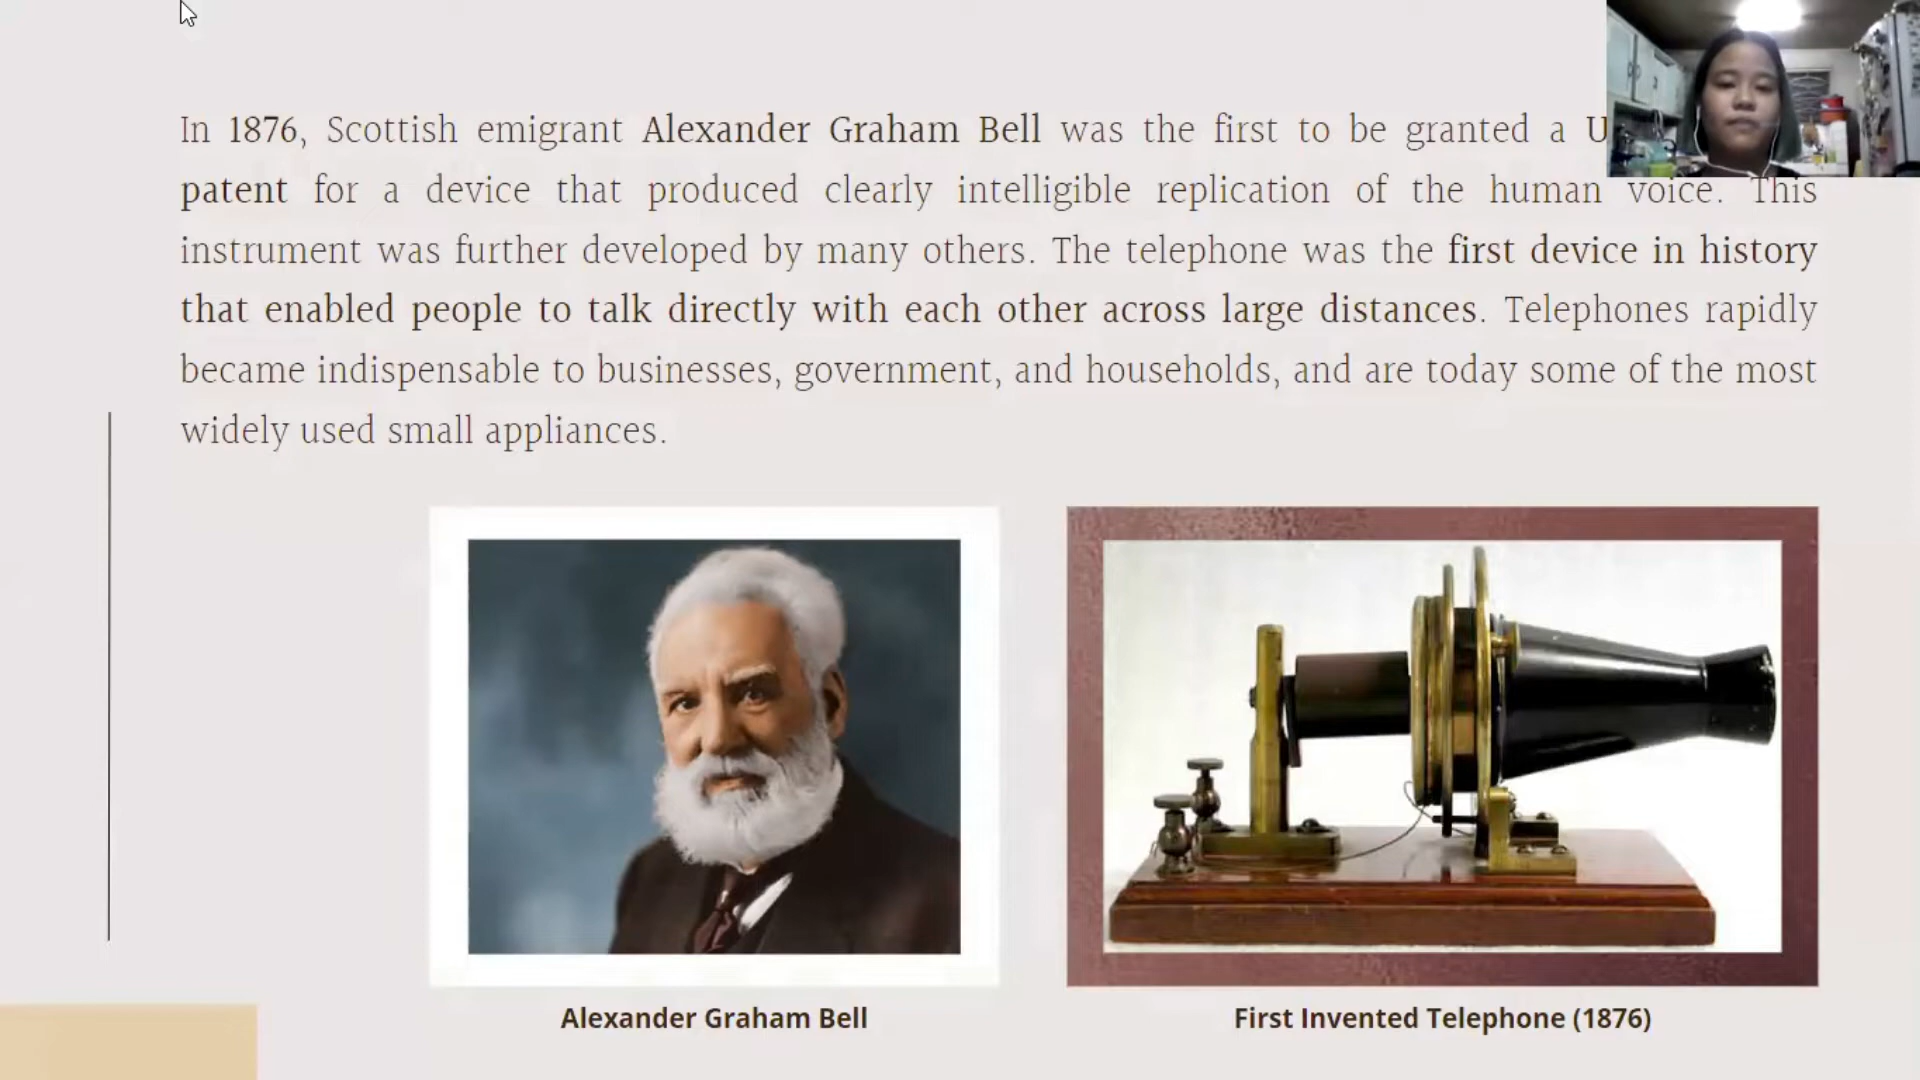 In 1876, Scottish emigrant Alexander Graham Bell was the first to be granted a
patent for a device that produced clearly intelligible replication of the human voice. This
instrument was further developed by many others. The telephone was the first device in history
that enabled people to talk directly with each other across large distances. Telephones rapidly
became indispensable to businesses, government, and households, and are today some of the most
widely used small appliances.
Alexander Graham Bell
First Invented Telephone (1876)